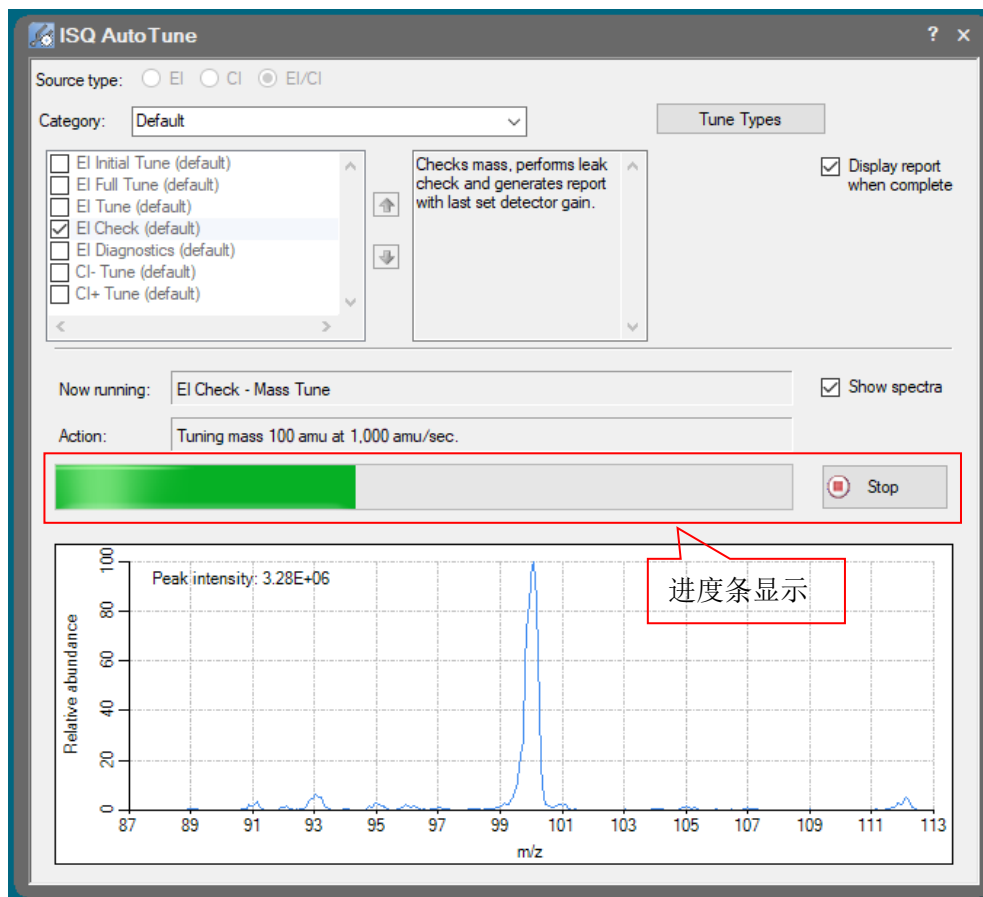 ISQ AutoTune
?
×
Source type: EI CI EI/CI
Category: Default
Tune Types
EI Initial Tune (default)
EI Full Tune (default)
EI Tune (default)
EI Check (default)
EI Diagnostics (default)
CI- Tune (default)
CI+ Tune (default)
Checks mass, performs leak
check and generates report
with last set detector gain.
Display report
when complete
Now running: EI Check - Mass Tune
Show spectra
Action: Tuning mass 100 amu at 1,000 amu/sec.
Stop
进度条显示
Peak intensity: 3.28E+06
Relative abundance
100
80
60
40
20
0
87 89 91 93 95 97 99 101 103 105 107 109 111 113
m/z